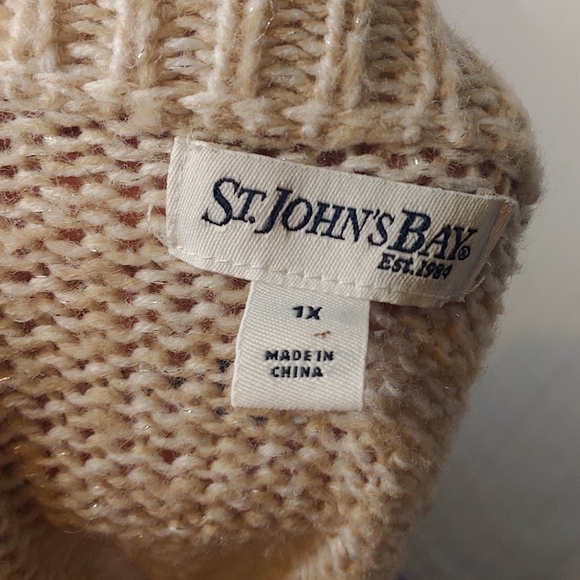 ST. JOHN'S BAY®
EST. 1984
1X
MADE IN
CHINA